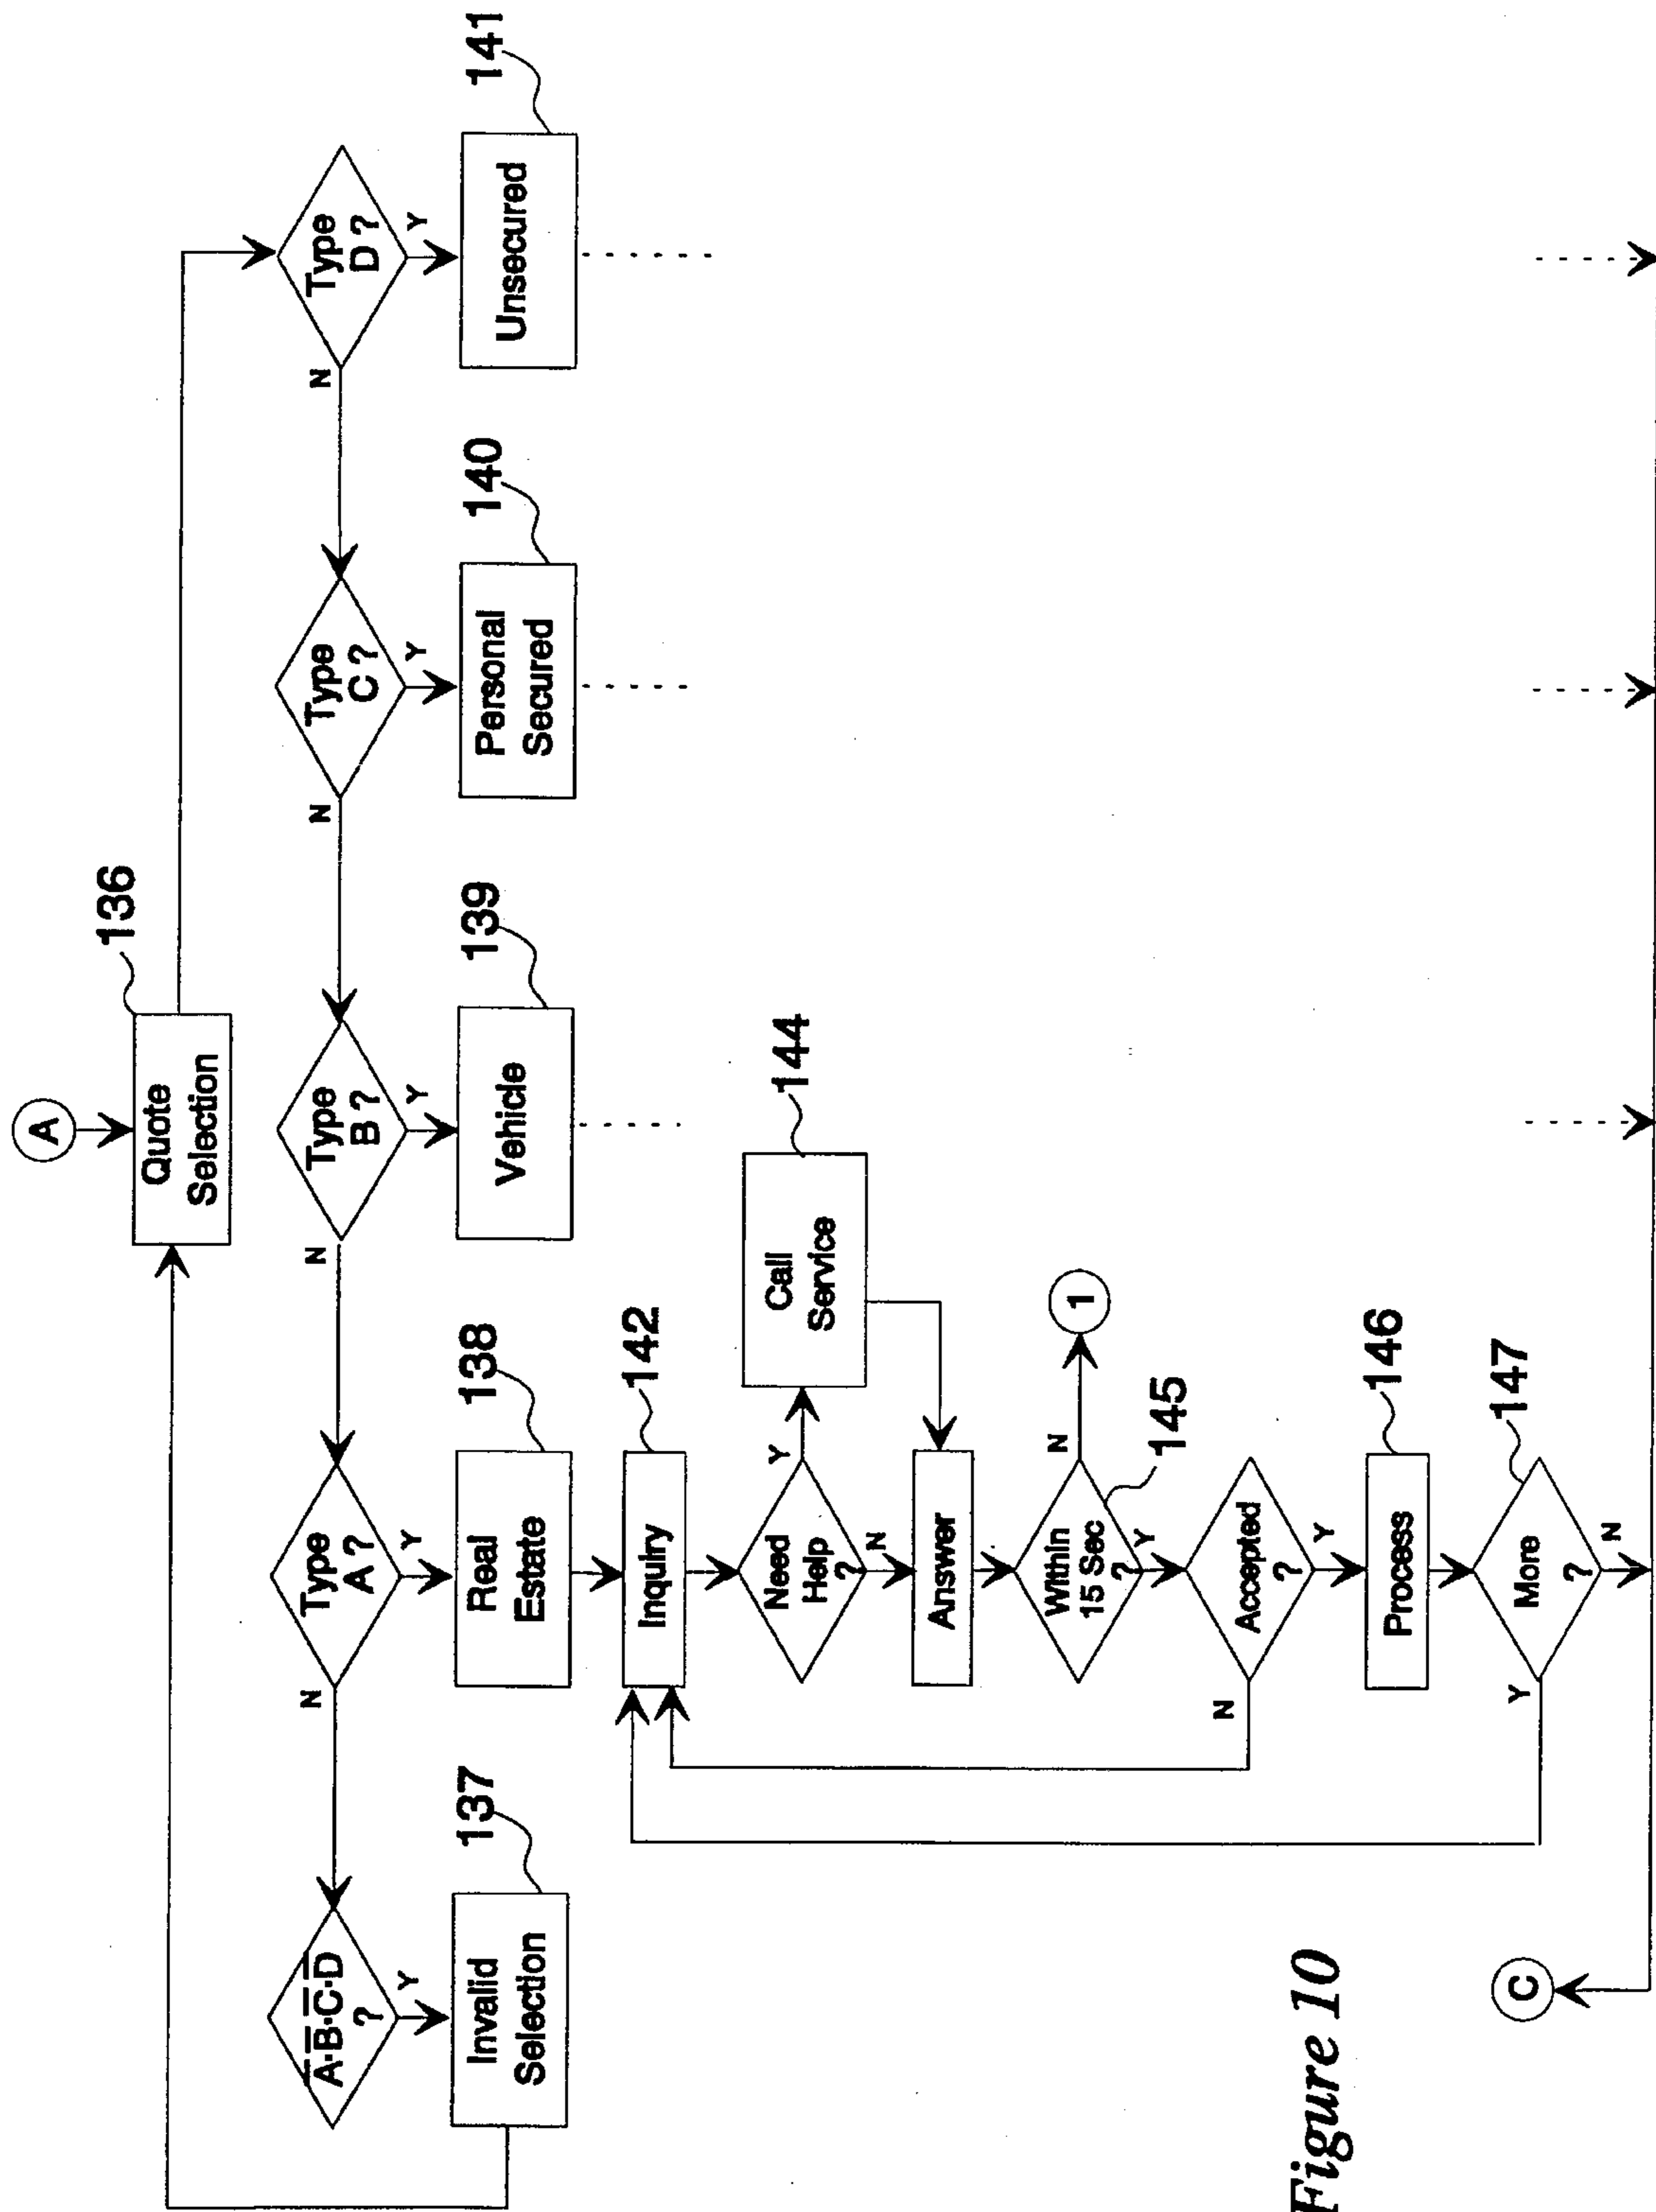 A
136
Quote
Selection
A̅·B̅·C̅·D̅
?
N
Type
A ?
N
Type
B ?
N
Type
C ?
N
Type
D ?
Y
Y
Y
Y
Y
137
Invalid
Selection
138
Real
Estate
139
Vehicle
140
Personal
Secured
141
Unsecured
142
Inquiry
Need
Help
?
Y
N
144
Call
Service
Answer
Within
15 Sec
?
N
1
145
Y
Accepted
?
N
Y
146
Process
147
More
?
Y
N
C
Figure 10